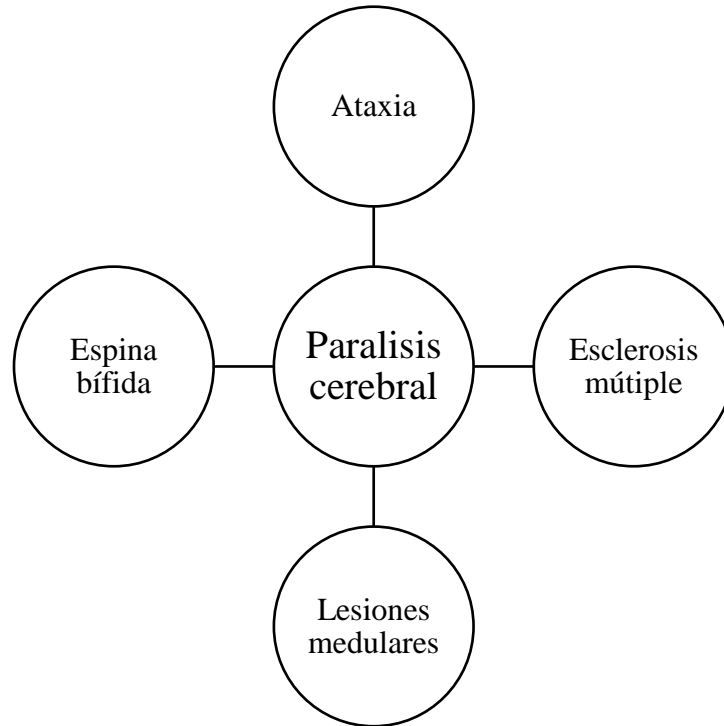 Ataxia
Espina
bífida
Paralisis
cerebral
Esclerosis
mútiple
Lesiones
medulares